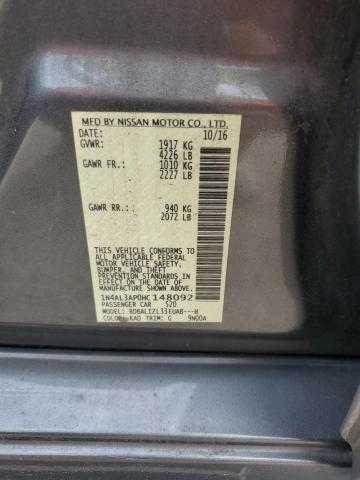 MFD BY NISSAN MOTOR CO., LTD.
DATE: 10/16
GVWR: 1917 KG
4226 LB
GAWR FR: 1010 KG
2227 LB
GAWR RR: 940 KG
2072 LB
THIS VEHICLE CONFORMS TO ALL
APPLICABLE FEDERAL MOTOR
VEHICLE SAFETY, BUMPER, AND
THEFT PREVENTION STANDARDS
IN EFFECT ON THE DATE OF
MANUFACTURE SHOWN ABOVE.
1N4AL3AP0HC148092
PASSENGER CAR S20
MODEL: BDBALIZL33EUAB---W
COLOR: KAD TRIM: G 9N00A